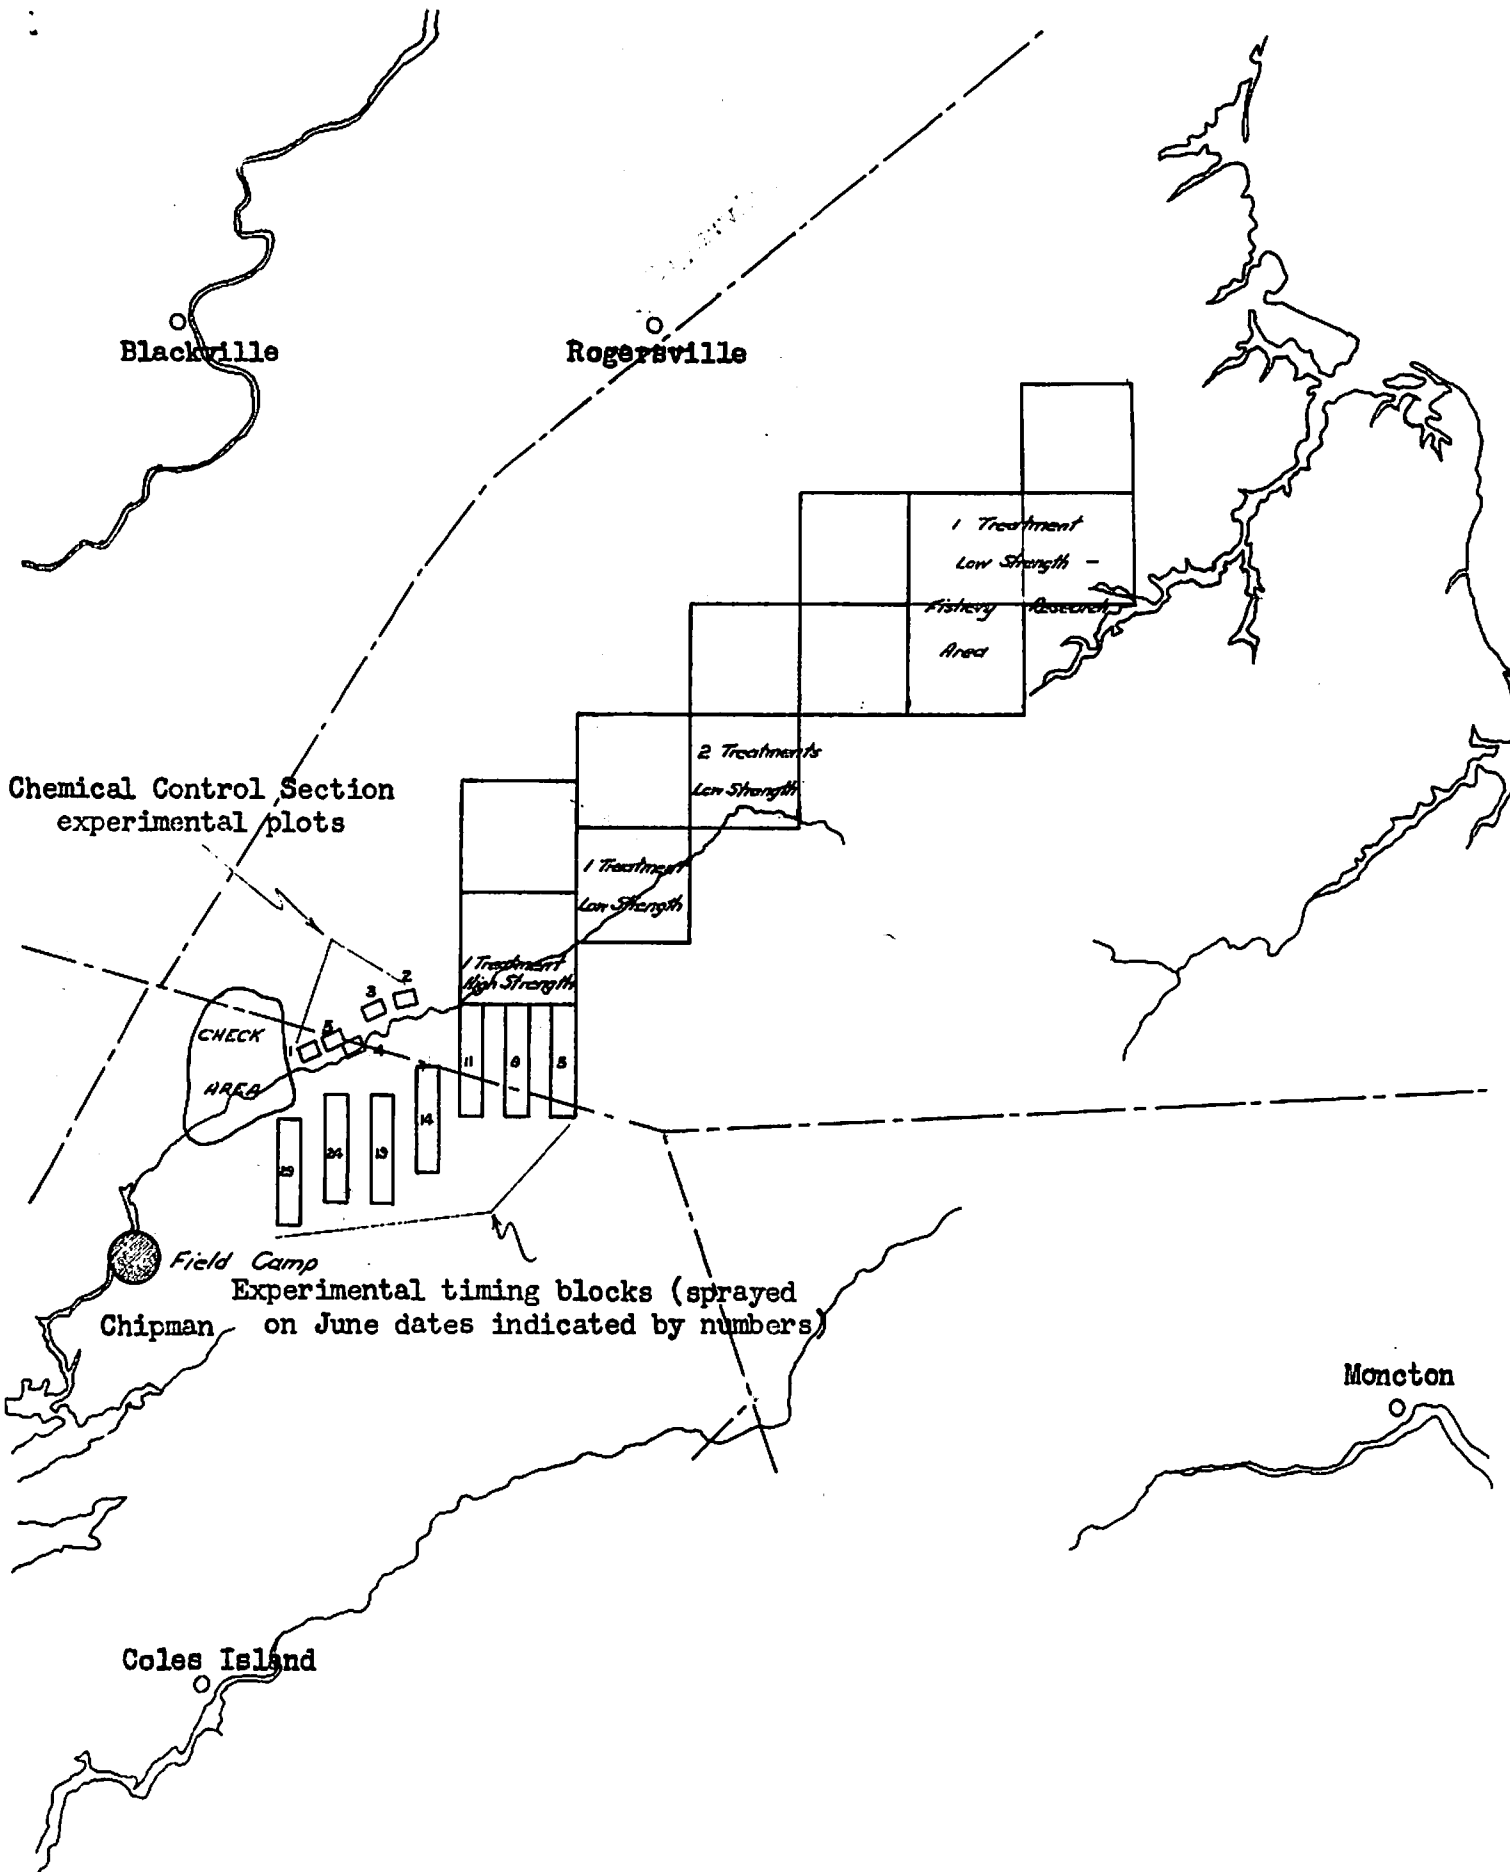 Blackville
Rogersville
1 Treatment
Low Strength -
Fishery Research
Area
2 Treatments
Low Strength
Chemical Control Section
experimental plots
1 Treatment
Low Strength
1 Treatment
High Strength
2
3
5
1
4
CHECK
AREA
11
8
5
14
29
24
19
Field Camp
Experimental timing blocks (sprayed
on June dates indicated by numbers)
Chipman
Moncton
Coles Island